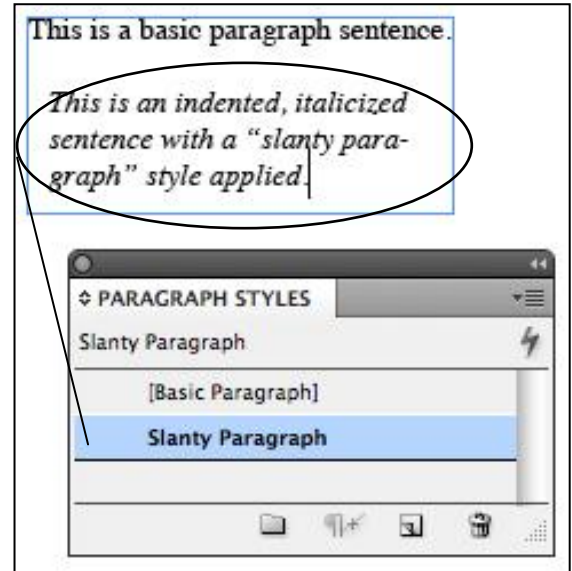 This is a basic paragraph sentence.
This is an indented, italicized
sentence with a “slanty para-
graph” style applied.
PARAGRAPH STYLES
Slanty Paragraph
[Basic Paragraph]
Slanty Paragraph